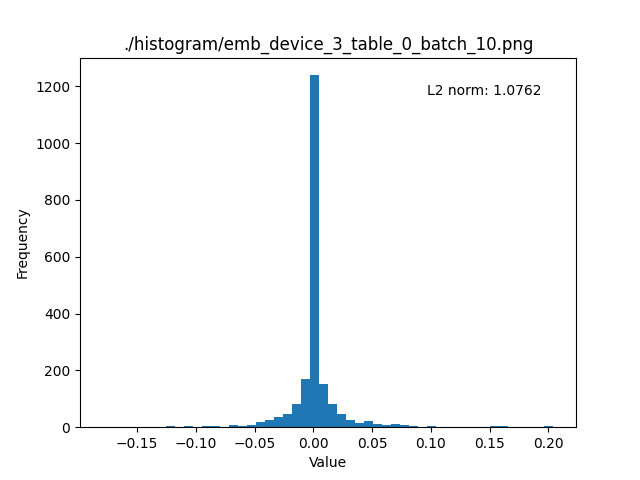 ./histogram/emb_device_3_table_0_batch_10.png
L2 norm: 1.0762
1200
1000
800
600
400
200
0
Frequency
−0.15 −0.10 −0.05 0.00 0.05 0.10 0.15 0.20
Value